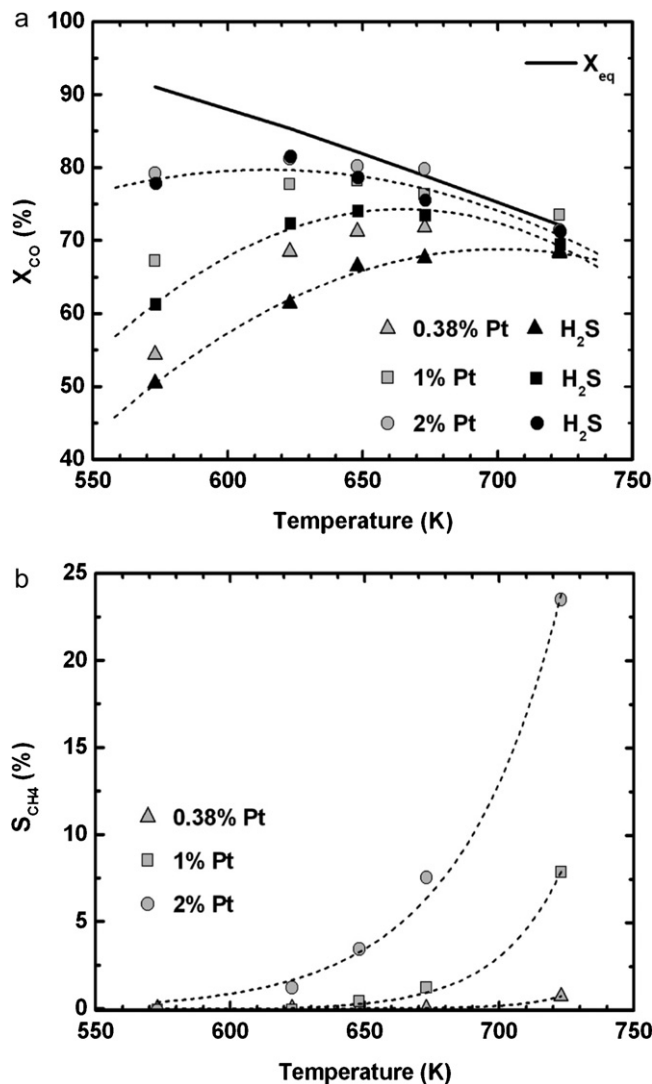 a
100
90
80
70
60
50
40
X_CO (%)
X_eq
0.38% Pt H₂S
1% Pt H₂S
2% Pt H₂S
550 600 650 700 750
Temperature (K)
b
25
20
15
10
5
0
S_CH4 (%)
0.38% Pt
1% Pt
2% Pt
550 600 650 700 750
Temperature (K)